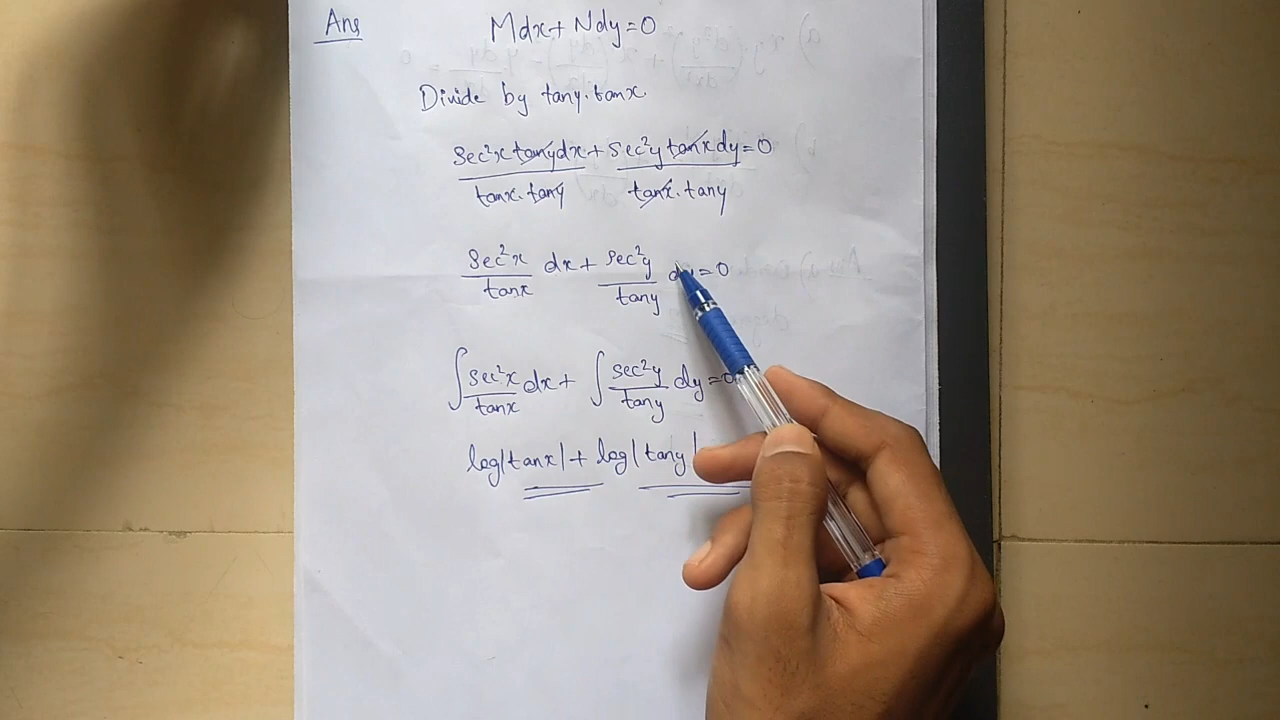 Ans
Mdx + Ndy = 0
Divide by tany.tanx.
sec²x tany dx + sec²y tanx dy = 0
tanx.tany tanx.tany
sec²x dx + sec²y = 0
tanx tany
∫ sec²x dx + ∫ sec²y dy = 0
tanx tany
log|tanx| + log|tany|